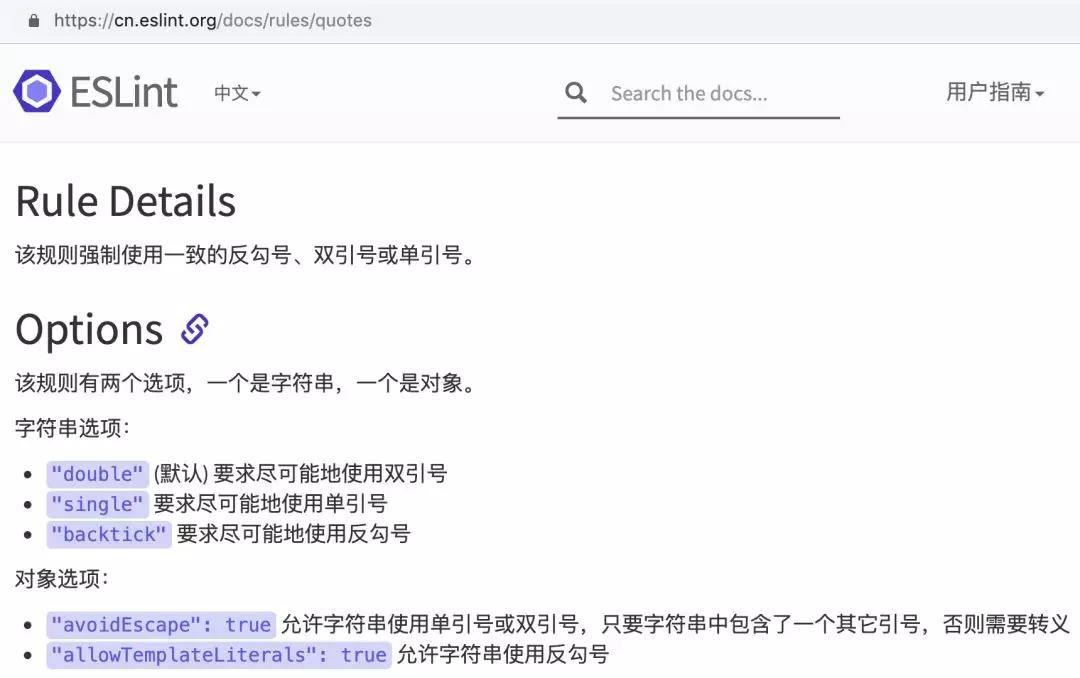 https://cn.eslint.org/docs/rules/quotes
ESLint 中文 Search the docs... 用户指南
Rule Details
该规则强制使用一致的反勾号、双引号或单引号。
Options
该规则有两个选项，一个是字符串，一个是对象。
字符串选项：
"double" (默认) 要求尽可能地使用双引号
"single" 要求尽可能地使用单引号
"backtick" 要求尽可能地使用反勾号
对象选项：
"avoidEscape": true 允许字符串使用单引号或双引号，只要字符串中包含了一个其它引号，否则需要转义
"allowTemplateLiterals": true 允许字符串使用反勾号